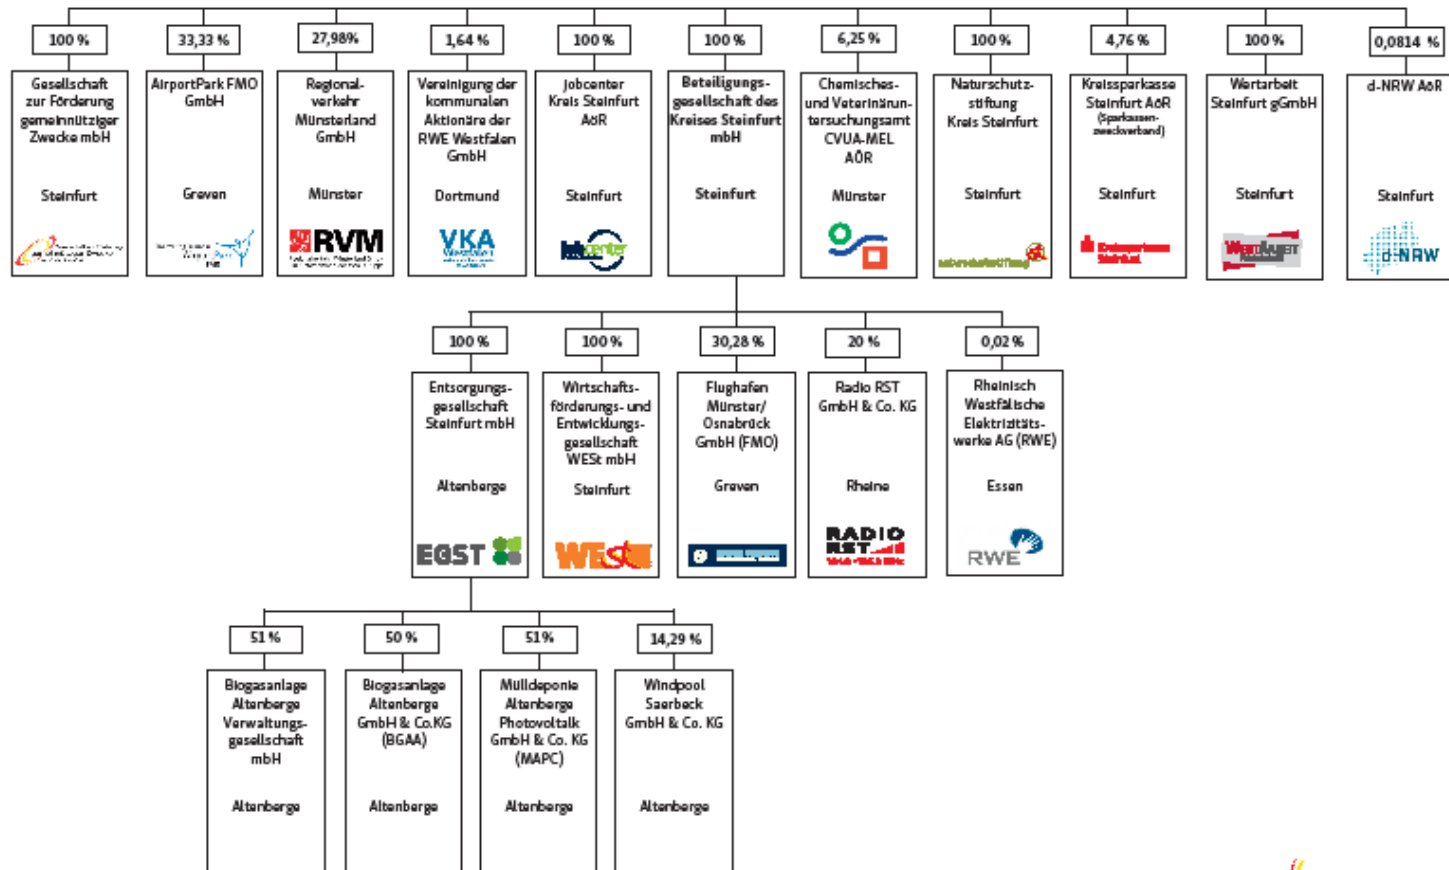 100 %
33,33 %
27,98%
1,64 %
100 %
100 %
6,25 %
100 %
4,76 %
100 %
0,0814 %
Gesellschaft
zur Förderung
gemeinnütziger
Zwecke mbH
Steinfurt
AirportPark FMO
GmbH
Greven
Regional-
verkehr
Münsterland
GmbH
Münster
RVM
Vereinigung der
kommunalen
Aktionäre der
RWE Westfalen
GmbH
Dortmund
VKA
Westfalen
jobcenter
Kreis Steinfurt
AöR
Steinfurt
jobcenter
Beteiligungs-
gesellschaft des
Kreises Steinfurt
mbH
Steinfurt
Chemisches-
und Veterinärun-
tersuchungsamt
CVUA-MEL
AÖR
Münster
Naturschutz-
stiftung
Kreis Steinfurt
Steinfurt
naturschutzstiftung
Kreissparkasse
Steinfurt AöR
(Sparkassen-
zweckverband)
Steinfurt
Kreissparkasse
Steinfurt
Wertarbeit
Steinfurt gGmbH
Steinfurt
WERTARBEIT
d-NRW AöR
Steinfurt
d-NRW
100 %
100 %
30,28 %
20 %
0,02 %
Entsorgungs-
gesellschaft
Steinfurt mbH
Altenberge
EGST
Wirtschafts-
förderungs- und
Entwicklungs-
gesellschaft
WESt mbH
Steinfurt
WESt
Flughafen
Münster/
Osnabrück
GmbH (FMO)
Greven
Radio RST
GmbH & Co. KG
Rheine
RADIO
RST
Rheinisch
Westfälische
Elektrizitäts-
werke AG (RWE)
Essen
RWE
51 %
50 %
51%
14,29 %
Biogasanlage
Altenberge
Verwaltungs-
gesellschaft
mbH
Altenberge
Biogasanlage
Altenberge
GmbH & Co.KG
(BGAA)
Altenberge
Mülldeponie
Altenberge
Photovoltalk
GmbH & Co. KG
(MAPC)
Altenberge
Windpool
Saerbeck
GmbH & Co. KG
Altenberge